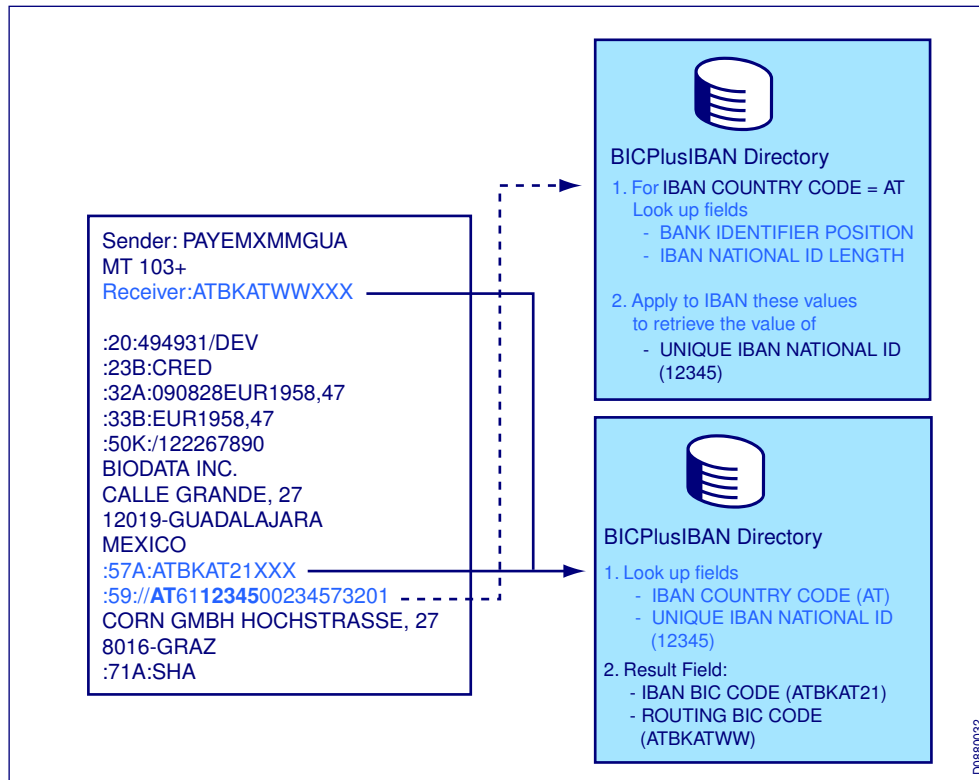 Sender: PAYEMXMMGUA
MT 103+
Receiver:ATBKATWWXXX
:20:494931/DEV
:23B:CRED
:32A:090828EUR1958,47
:33B:EUR1958,47
:50K:/122267890
BIODATA INC.
CALLE GRANDE, 27
12019-GUADALAJARA
MEXICO
:57A:ATBKAT21XXX
:59://AT611234500234573201
CORN GMBH HOCHSTRASSE, 27
8016-GRAZ
:71A:SHA
BICPlusIBAN Directory
1. For IBAN COUNTRY CODE = AT
Look up fields
- BANK IDENTIFIER POSITION
- IBAN NATIONAL ID LENGTH
2. Apply to IBAN these values
to retrieve the value of
- UNIQUE IBAN NATIONAL ID
(12345)
BICPlusIBAN Directory
1. Look up fields
- IBAN COUNTRY CODE (AT)
- UNIQUE IBAN NATIONAL ID
(12345)
2. Result Field:
- IBAN BIC CODE (ATBKAT21)
- ROUTING BIC CODE
(ATBKATWW)
D0880032